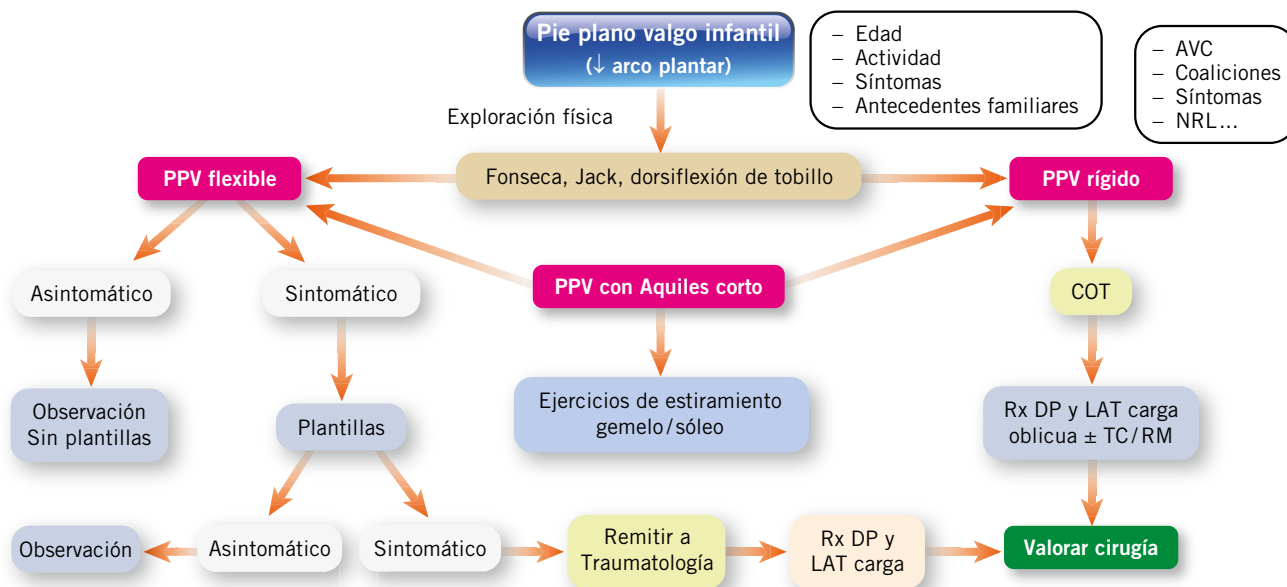 Pie plano valgo infantil
(↓ arco plantar)
– Edad
– Actividad
– Síntomas
– Antecedentes familiares
– AVC
– Coaliciones
– Síntomas
– NRL...
Exploración física
PPV flexible
Fonseca, Jack, dorsiflexión de tobillo
PPV rígido
Asintomático
Sintomático
PPV con Aquiles corto
COT
Observación
Sin plantillas
Plantillas
Ejercicios de estiramiento
gemelo/sóleo
Rx DP y LAT carga
oblicua ± TC/RM
Observación
Asintomático
Sintomático
Remitir a
Traumatología
Rx DP y
LAT carga
Valorar cirugía